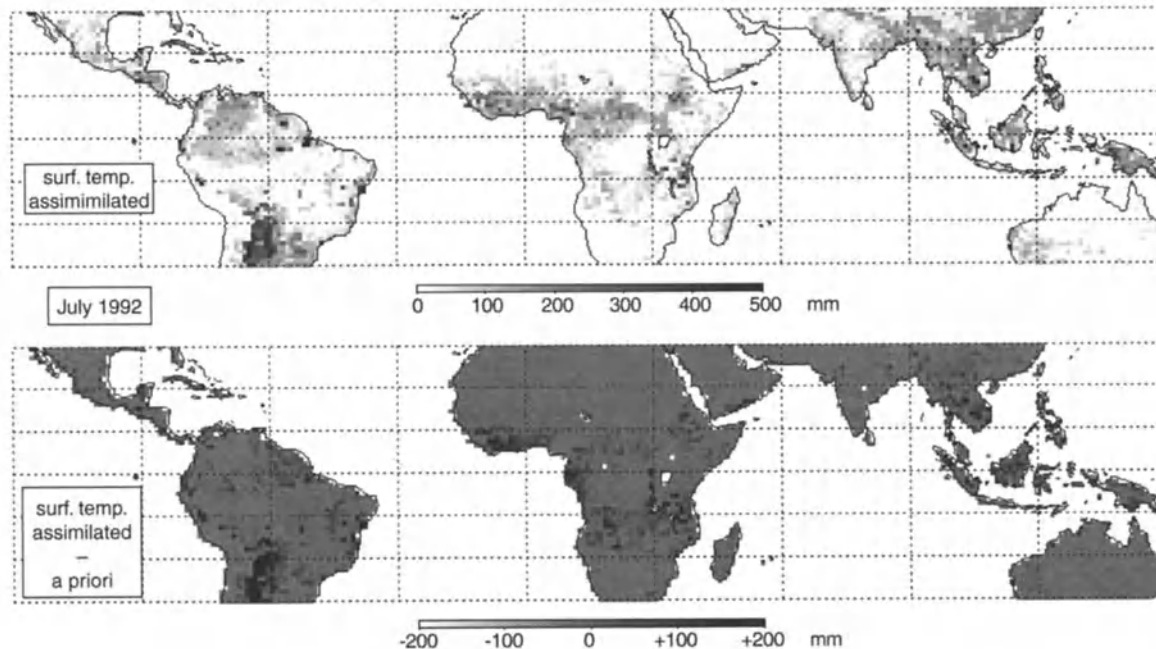 surf. temp.
assimimilated
July 1992
0 100 200 300 400 500 mm
surf. temp.
assimilated
–
a priori
-200 -100 0 +100 +200 mm